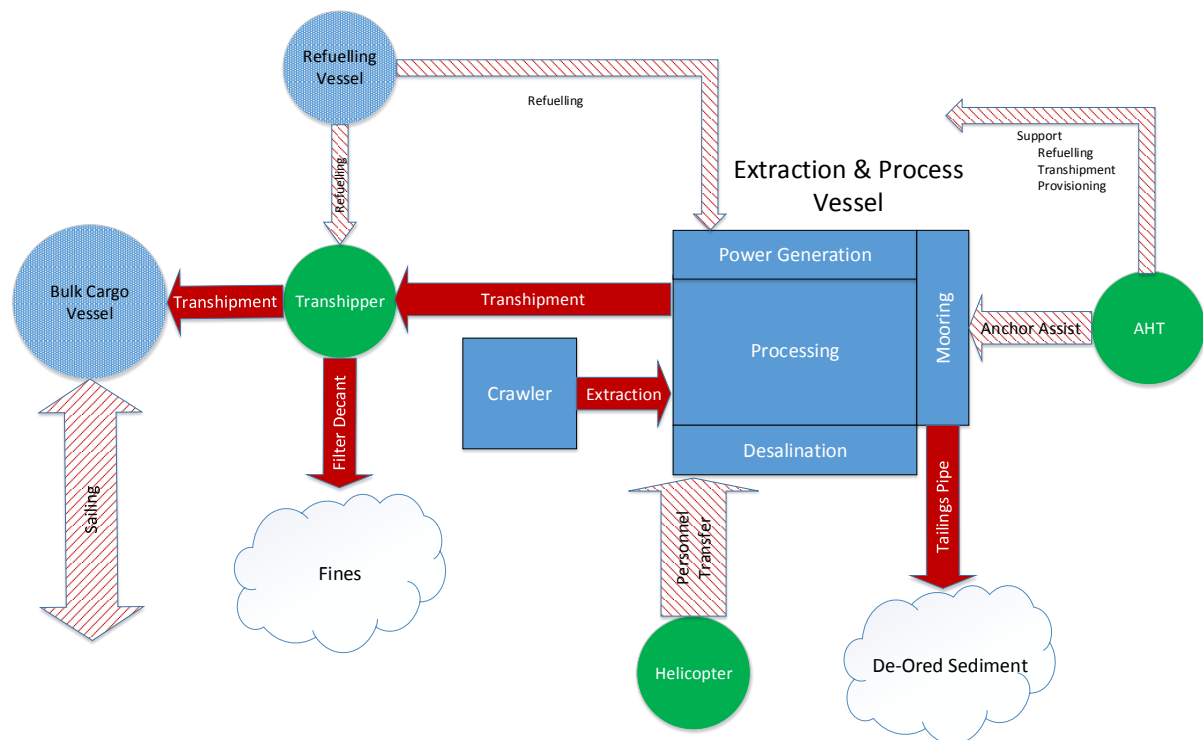 Refuelling
Vessel
Refuelling
Refuelling
Support
Refuelling
Transhipment
Provisioning
Extraction & Process
Vessel
Power Generation
Bulk Cargo
Vessel
Transhipment
Transhipper
Transhipment
Processing
Mooring
Anchor Assist
AHT
Crawler
Extraction
Filter Decant
Desalination
Sailing
Tailings Pipe
Personnel
Transfer
Fines
Helicopter
De-Ored Sediment